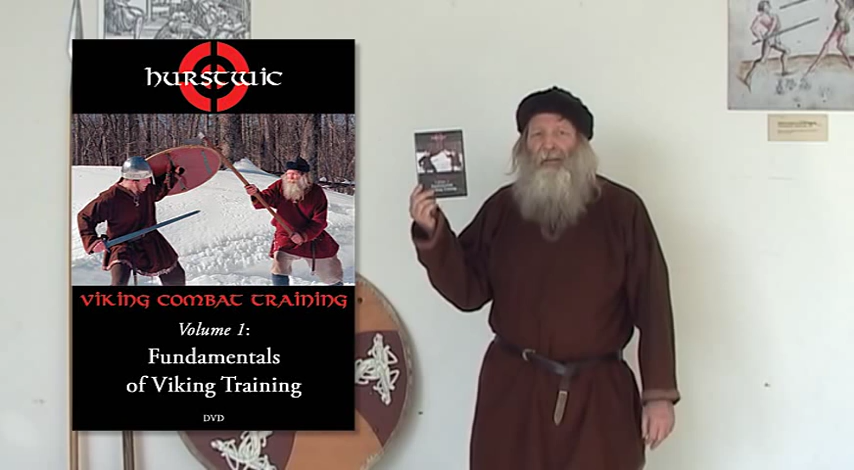 hurstwic
viking combat training
Volume 1:
Fundamentals
of Viking Training
DVD